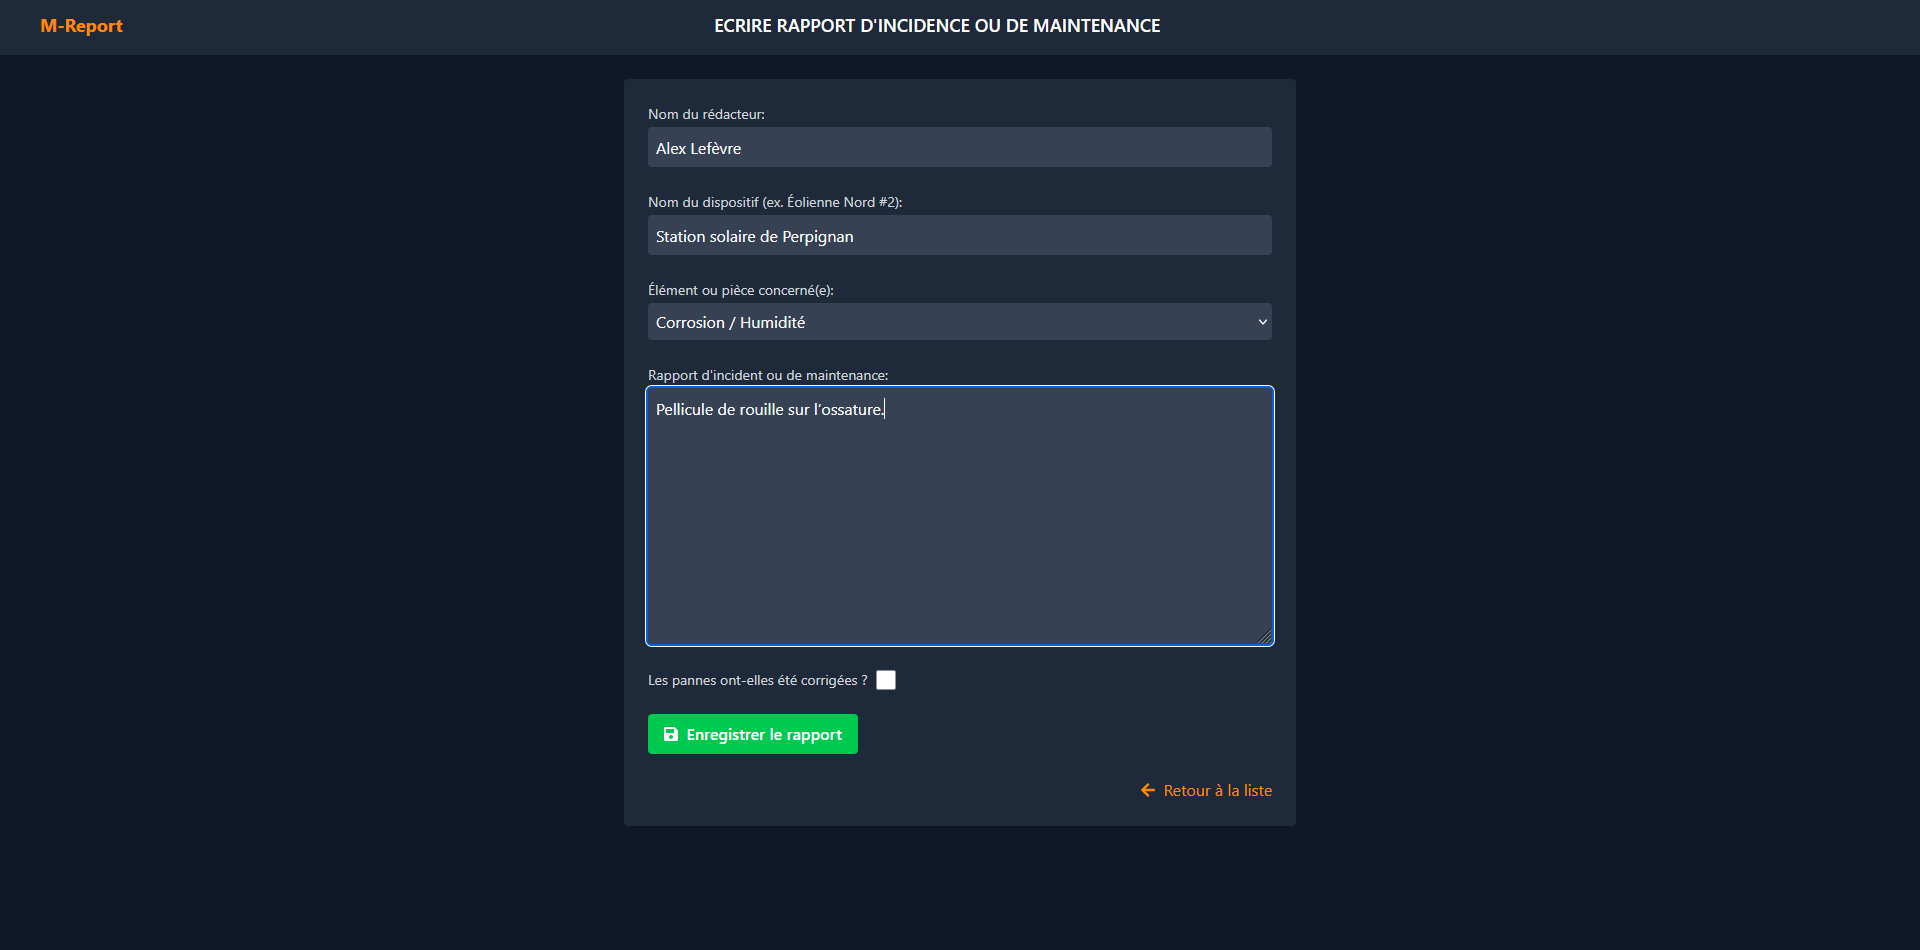 M-Report
ECRIRE RAPPORT D'INCIDENCE OU DE MAINTENANCE
Nom du rédacteur:
Alex Lefèvre
Nom du dispositif (ex. Éolienne Nord #2):
Station solaire de Perpignan
Élément ou pièce concerné(e):
Corrosion / Humidité
Rapport d'incident ou de maintenance:
Pellicule de rouille sur l’ossature.
Les pannes ont-elles été corrigées ?
Enregistrer le rapport
Retour à la liste